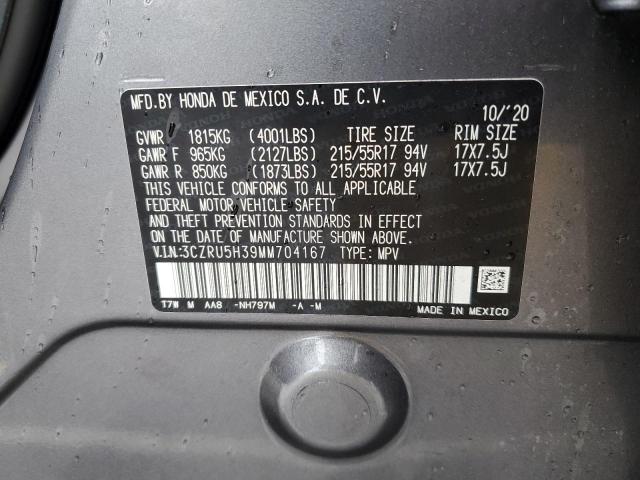 MFD.BY HONDA DE MEXICO S.A. DE C.V.
10/'20
GVWR 1815KG (4001LBS) TIRE SIZE RIM SIZE
GAWR F 965KG (2127LBS) 215/55R17 94V 17X7.5J
GAWR R 850KG (1873LBS) 215/55R17 94V 17X7.5J
THIS VEHICLE CONFORMS TO ALL APPLICABLE
FEDERAL MOTOR VEHICLE SAFETY
AND THEFT PREVENTION STANDARDS IN EFFECT
ON THE DATE OF MANUFACTURE SHOWN ABOVE.
V.I.N:3CZRU5H39MM704167 TYPE: MPV
T7W M AA8 -NH797M -A -M
MADE IN MEXICO